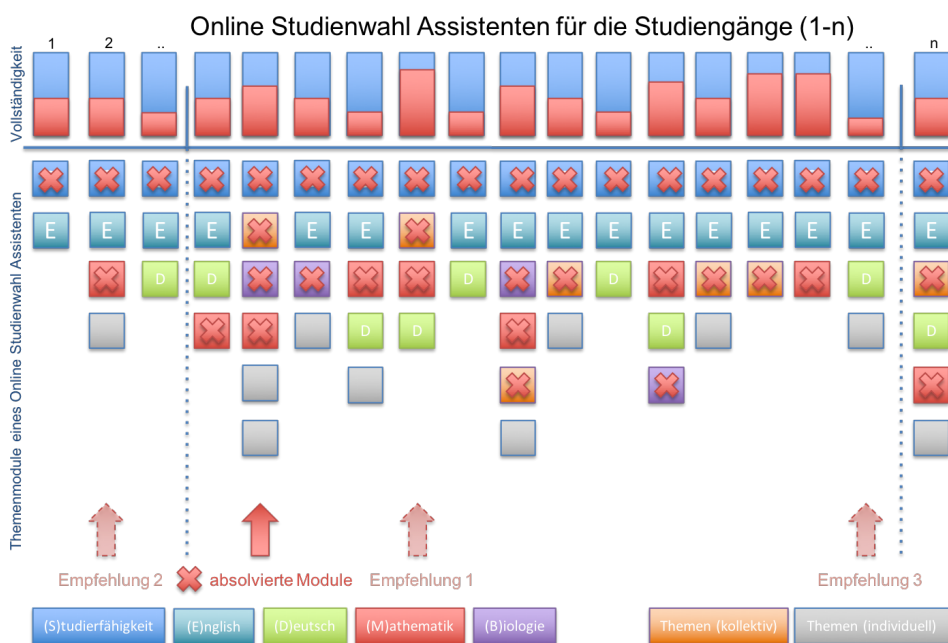 Online Studienwahl Assistenten für die Studiengänge (1-n)
1 2 .. .. n
Vollständigkeit
Themenmodule eines Online Studienwahl Assistenten
E E E E E E E E E E E E E E
D D D D D
D D D D
Empfehlung 2 absolvierte Module Empfehlung 1 Empfehlung 3
(S)tudierfähigkeit (E)nglish (D)eutsch (M)athematik (B)iologie Themen (kollektiv) Themen (individuell)